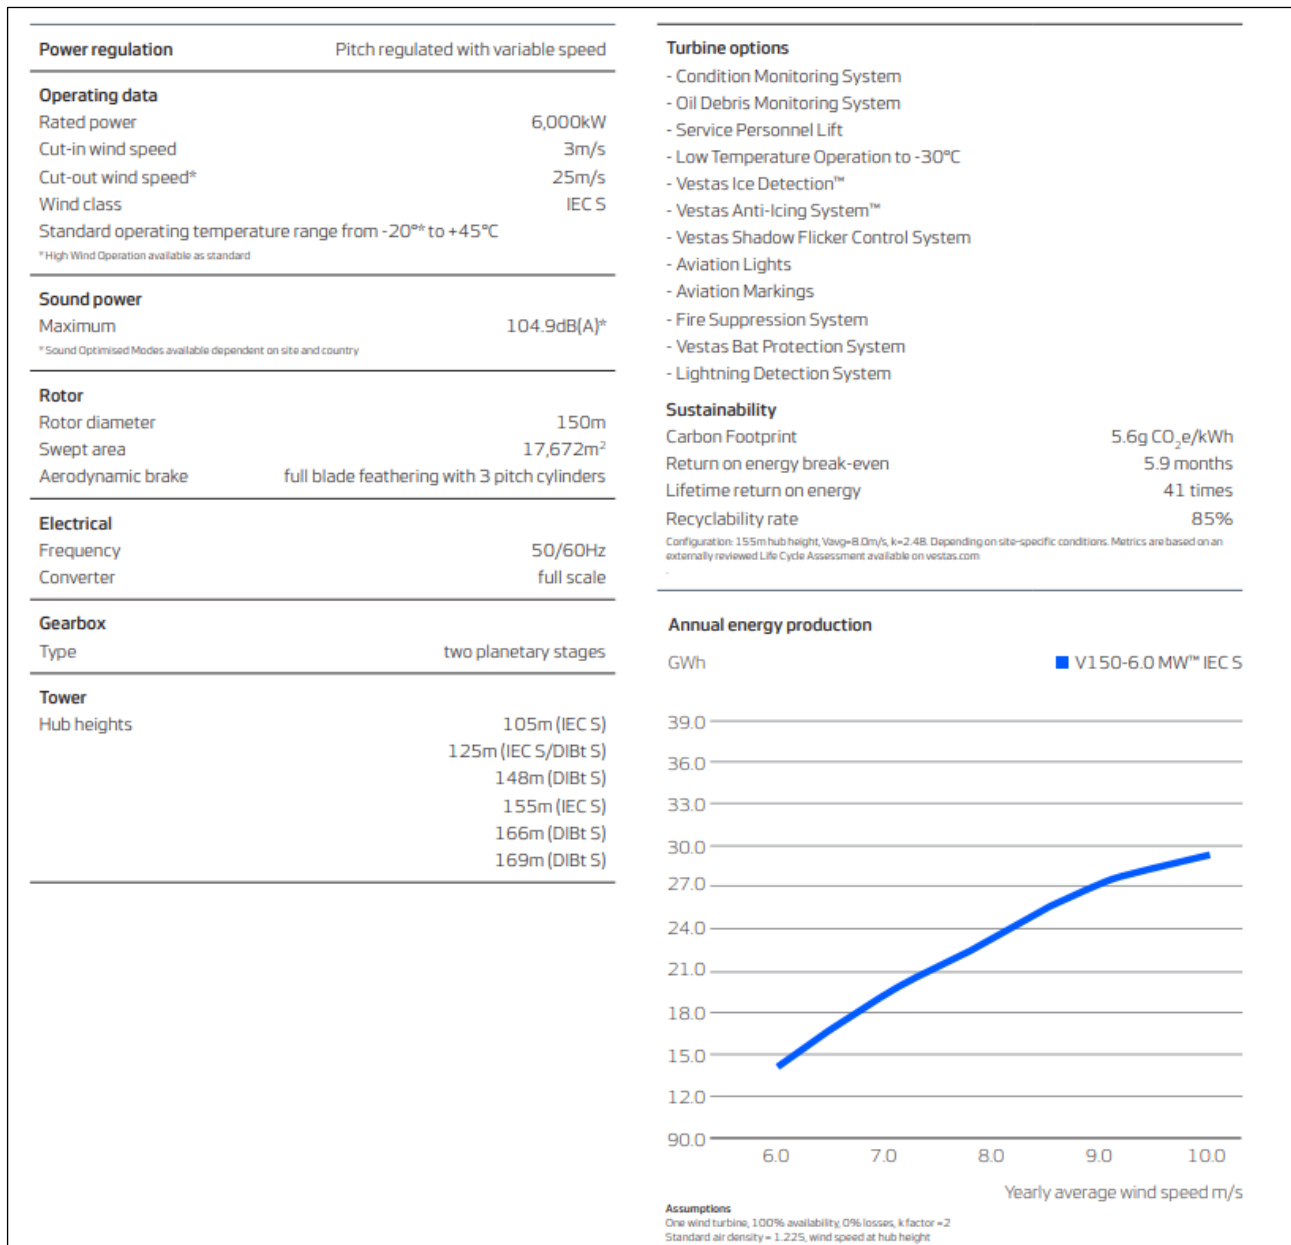 Power regulation Pitch regulated with variable speed
Operating data
Rated power 6,000kW
Cut-in wind speed 3m/s
Cut-out wind speed* 25m/s
Wind class IEC S
Standard operating temperature range from -20°* to +45°C
*High Wind Operation available as standard
Sound power
Maximum 104.9dB(A)*
*Sound Optimised Modes available dependent on site and country
Rotor
Rotor diameter 150m
Swept area 17,672m²
Aerodynamic brake full blade feathering with 3 pitch cylinders
Electrical
Frequency 50/60Hz
Converter full scale
Gearbox
Type two planetary stages
Tower
Hub heights 105m (IEC S)
125m (IEC S/DIBt S)
148m (DIBt S)
155m (IEC S)
166m (DIBt S)
169m (DIBt S)
Turbine options
- Condition Monitoring System
- Oil Debris Monitoring System
- Service Personnel Lift
- Low Temperature Operation to -30°C
- Vestas Ice Detection™
- Vestas Anti-Icing System™
- Vestas Shadow Flicker Control System
- Aviation Lights
- Aviation Markings
- Fire Suppression System
- Vestas Bat Protection System
- Lightning Detection System
Sustainability
Carbon Footprint 5.6g CO₂e/kWh
Return on energy break-even 5.9 months
Lifetime return on energy 41 times
Recyclability rate 85%
Configuration: 155m hub height, Vavg=8.0m/s, k=2.48. Depending on site-specific conditions. Metrics are based on an
externally reviewed Life Cycle Assessment available on vestas.com
.
Annual energy production
GWh V150-6.0 MW™ IEC S
39.0
36.0
33.0
30.0
27.0
24.0
21.0
18.0
15.0
12.0
90.0
6.0 7.0 8.0 9.0 10.0
Yearly average wind speed m/s
Assumptions
One wind turbine, 100% availability, 0% losses, k factor =2
Standard air density = 1.225, wind speed at hub height